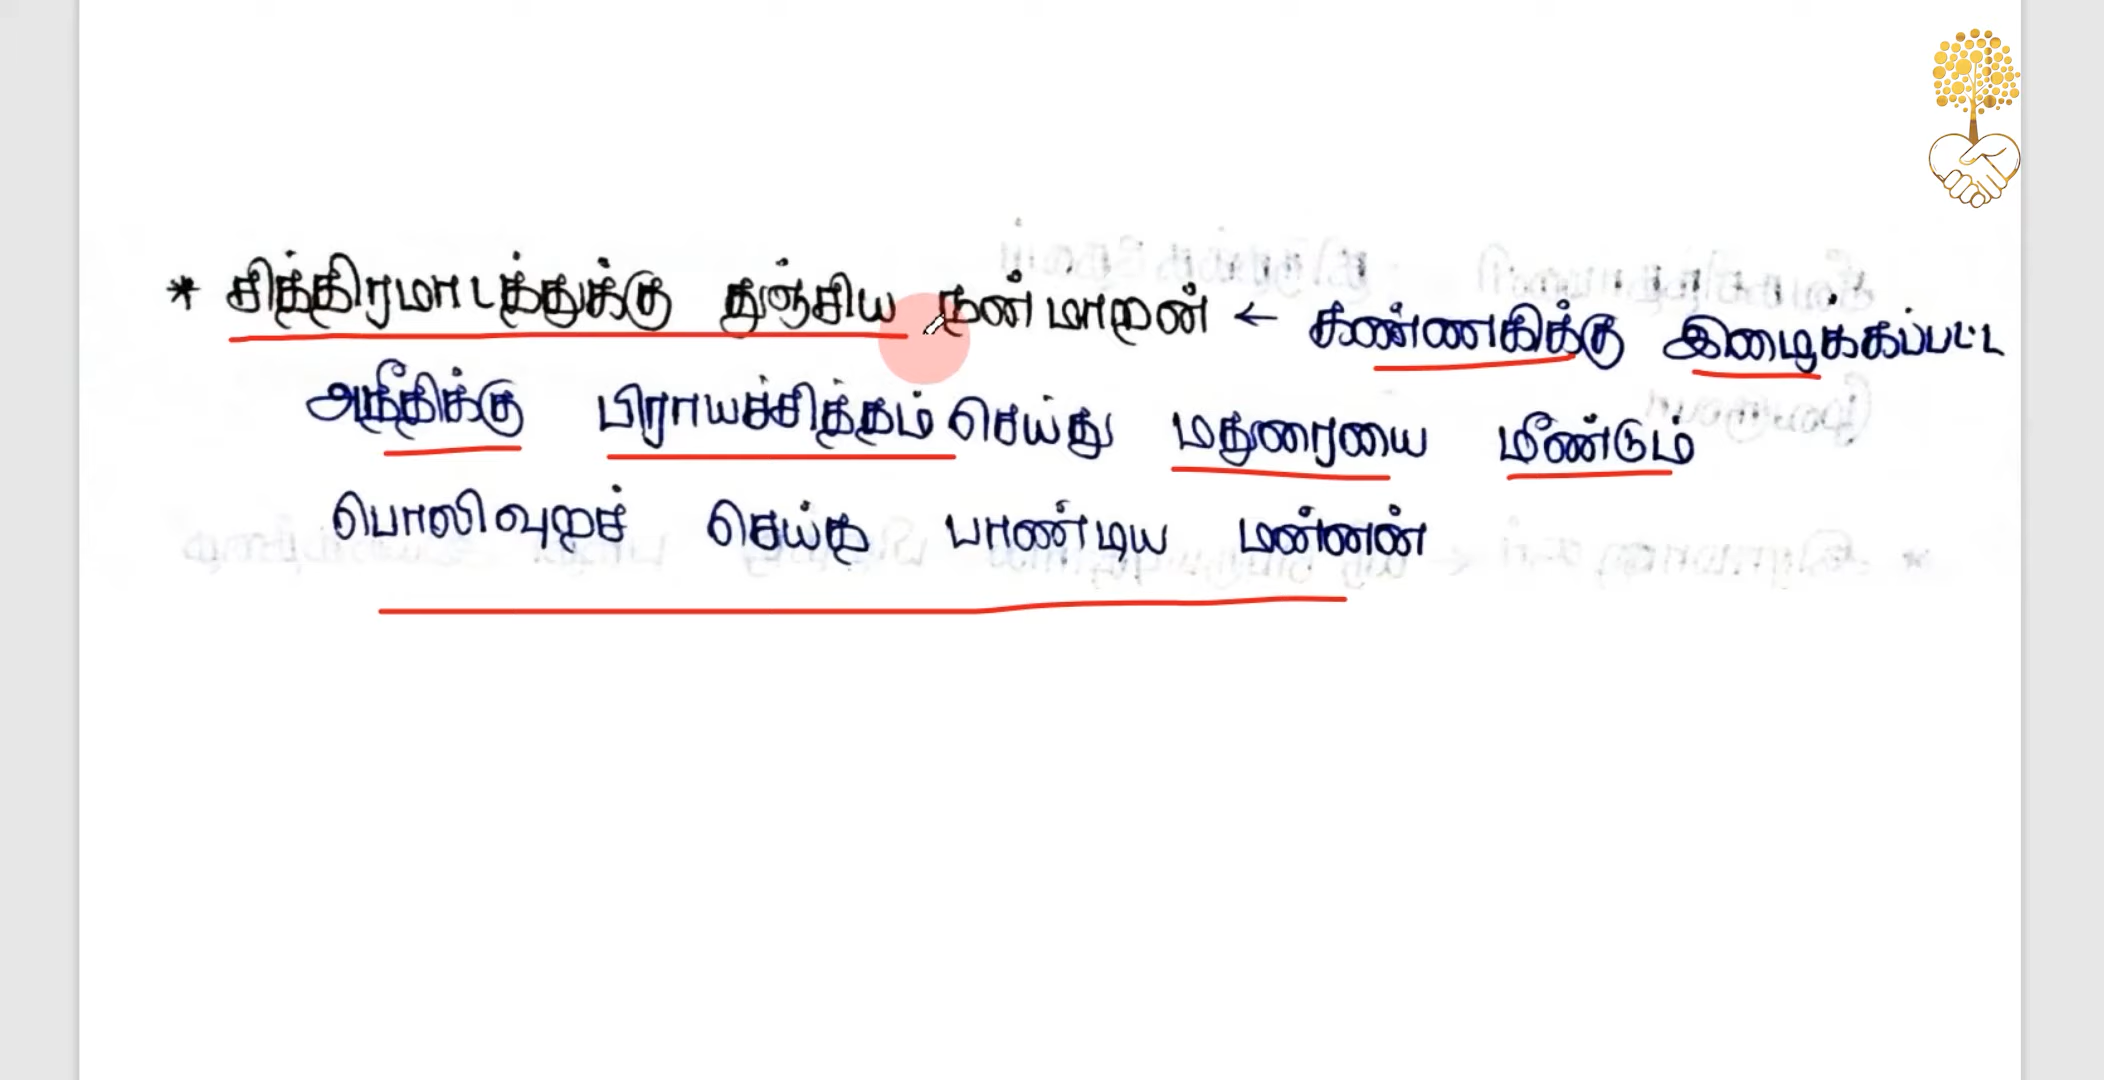 * சித்திரமாடத்துக்கு துஞ்சிய நன்மாறன் ← கண்ணகிக்கு இழைக்கப்பட்ட
அநீதிக்கு பிராயச்சித்தம் செய்து மதுரையை மீண்டும்
பொலிவுறச் செய்த பாண்டிய மன்னன்